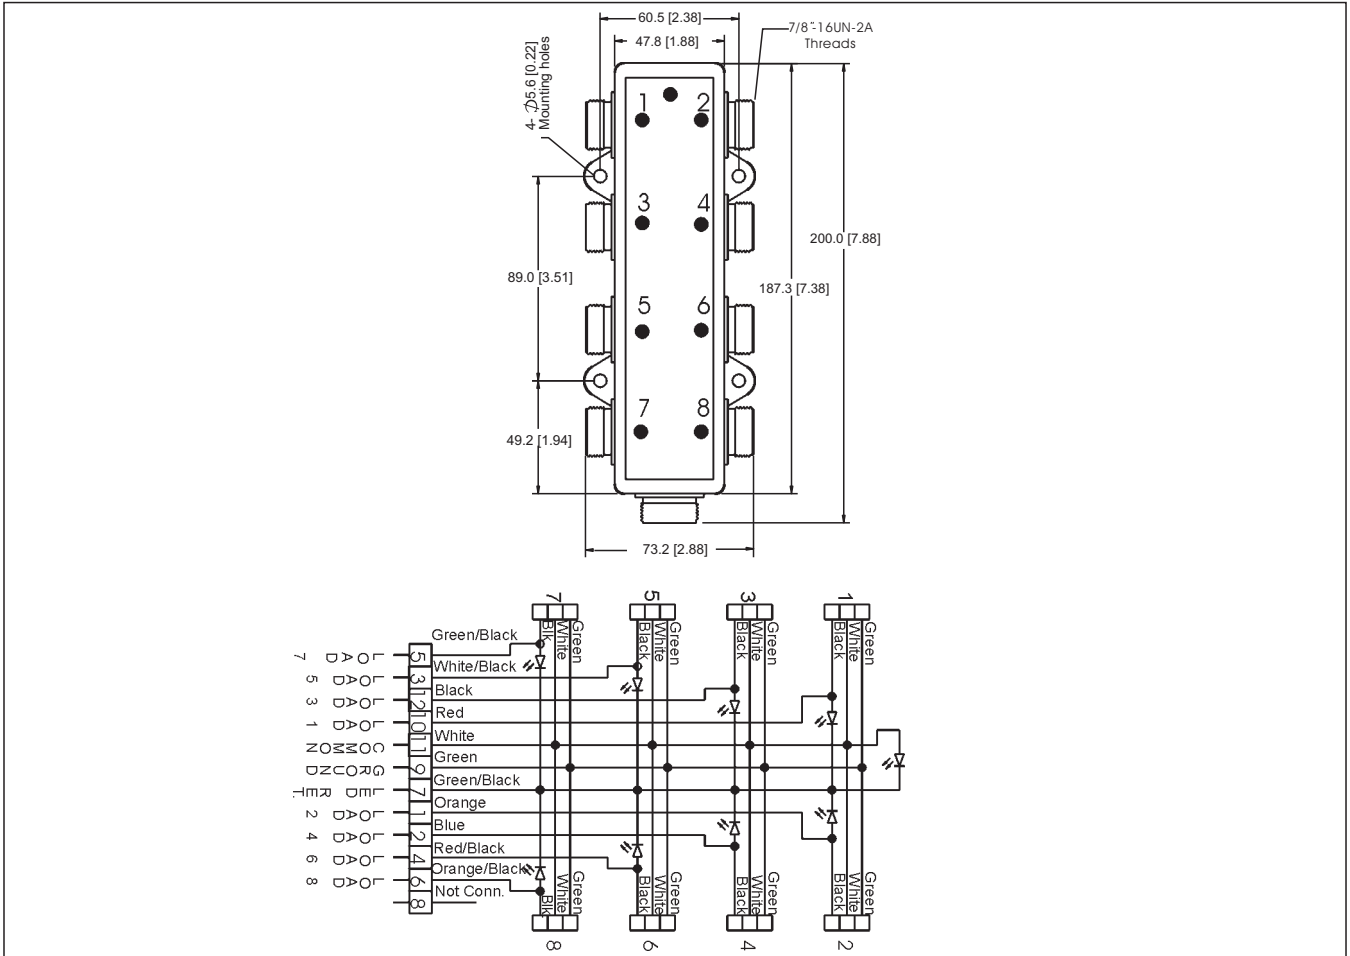 60.5 [2.38]
47.8 [1.88]
7/8"-16UN-2A
Threads
4- ⌀5.6 [0.22]
Mounting holes
1 2
3 4
5 6
7 8
89.0 [3.51]
49.2 [1.94]
200.0 [7.88]
187.3 [7.38]
73.2 [2.88]
7 5 3 1
Blk White Green
Black White Green
Black White Green
Black White Green
LOAD 7 5 Green/Black
LOAD 5 3 White/Black
LOAD 3 12 Black
LOAD 1 10 Red
COMMON 11 White
GROUND 9 Green
LED RET. 7 Green/Black
LOAD 2 1 Orange
LOAD 4 2 Blue
LOAD 6 4 Red/Black
LOAD 8 6 Orange/Black
8 Not Conn.
Blk White Green
Black White Green
Black White Green
Black White Green
8 6 4 2